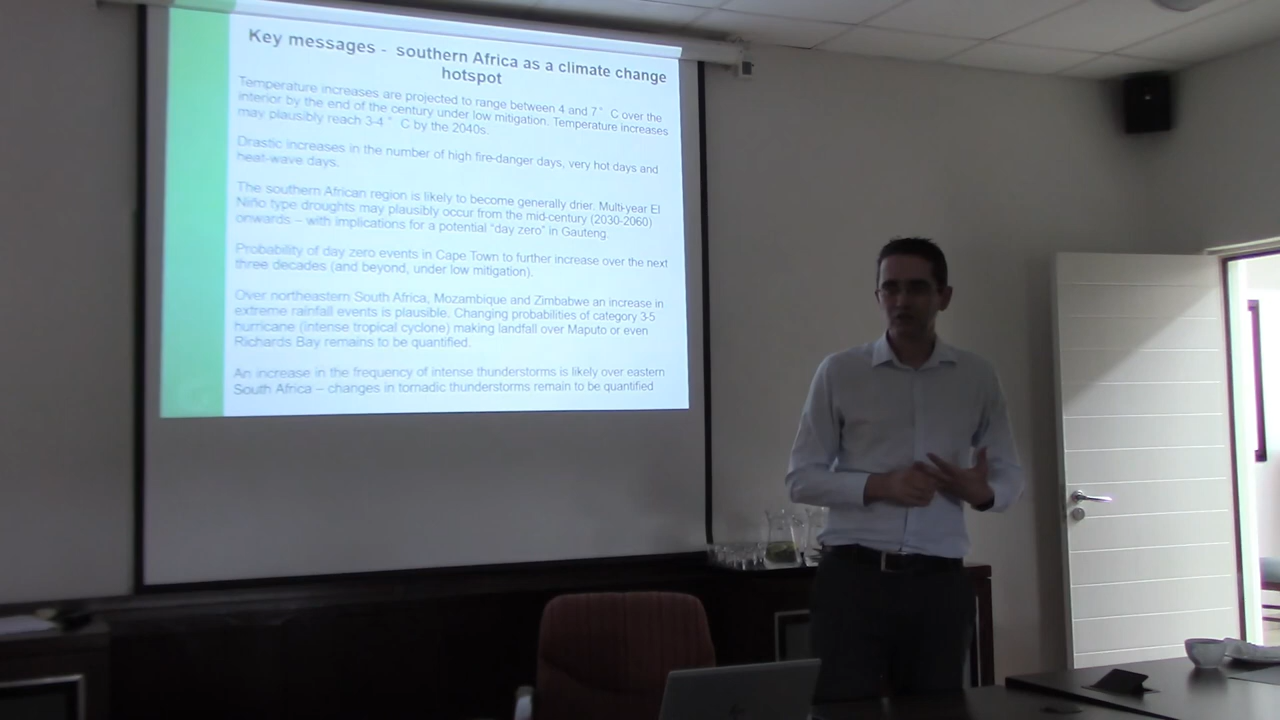 Key messages - southern Africa as a climate change
hotspot
Temperature increases are projected to range between 4 and 7° C over the
interior by the end of the century under low mitigation. Temperature increases
may plausibly reach 3-4 ° C by the 2040s.
Drastic increases in the number of high fire-danger days, very hot days and
heat-wave days.
The southern African region is likely to become generally drier. Multi-year El
Niño type droughts may plausibly occur from the mid-century (2030-2060)
onwards – with implications for a potential "day zero" in Gauteng.
Probability of day zero events in Cape Town to further increase over the next
three decades (and beyond, under low mitigation).
Over northeastern South Africa, Mozambique and Zimbabwe an increase in
extreme rainfall events is plausible. Changing probabilities of category 3-5
hurricane (intense tropical cyclone) making landfall over Maputo or even
Richards Bay remains to be quantified.
An increase in the frequency of intense thunderstorms is likely over eastern
South Africa – changes in tornadic thunderstorms remain to be quantified